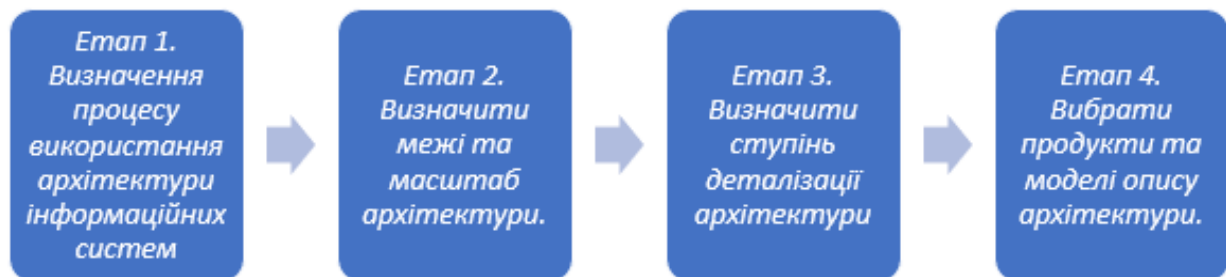 Етап 1.
Визначення
процесу
використання
архітектури
інформаційних
систем
Етап 2.
Визначити
межі та
масштаб
архітектури.
Етап 3.
Визначити
ступінь
деталізації
архітектури
Етап 4.
Вибрати
продукти та
моделі опису
архітектури.